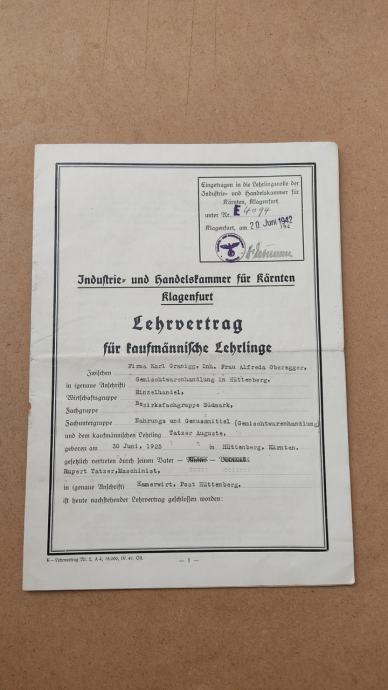 Eingetragen in die Lehrlingsrolle der
Industrie- und Handelskammer für
Kärnten, Klagenfurt
unter Nr. E 4094
Klagenfurt, am 20. Juni 1942
Industrie- und Handelskammer für Kärnten
Klagenfurt
Lehrvertrag
für kaufmännische Lehrlinge
Zwischen Firma Karl Granigg, Inh. Frau Alfreda Oberegger,
in (genaue Anschrift) Gemischtwarenhandlung in Hüttenberg.
Wirtschaftsgruppe Einzelhandel,
Fachgruppe Bezirksfachgruppe Südmark,
Fachuntergruppe Nahrungs und Genussmittel (Gemischtwarenhandlung
und dem kaufmännischen Lehrling Tatzer Auguste,
geboren am 30 Juni. 1925 in Hüttenberg, Kärnten.
gesetzlich vertreten durch seinen Vater
Rupert Tatzer, Maschinist,
in (genaue Anschrift) Hamerwirt, Post Hüttenberg.
ist heute nachstehender Lehrvertrag geschlossen worden:
— 1 —